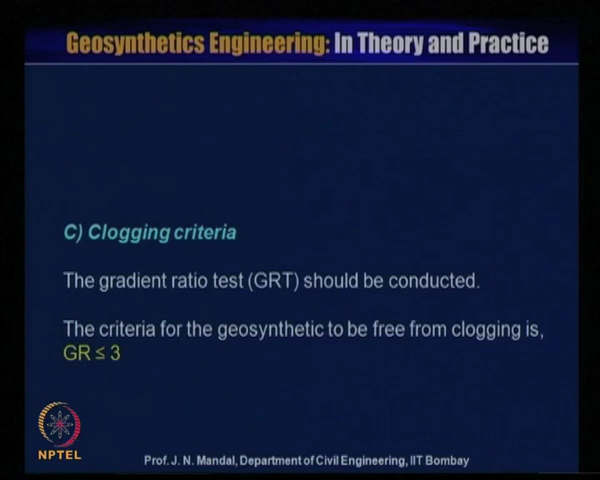 Geosynthetics Engineering: In Theory and Practice
C) Clogging criteria
The gradient ratio test (GRT) should be conducted.
The criteria for the geosynthetic to be free from clogging is,
GR ≤ 3
NPTEL
Prof. J. N. Mandal, Department of Civil Engineering, IIT Bombay